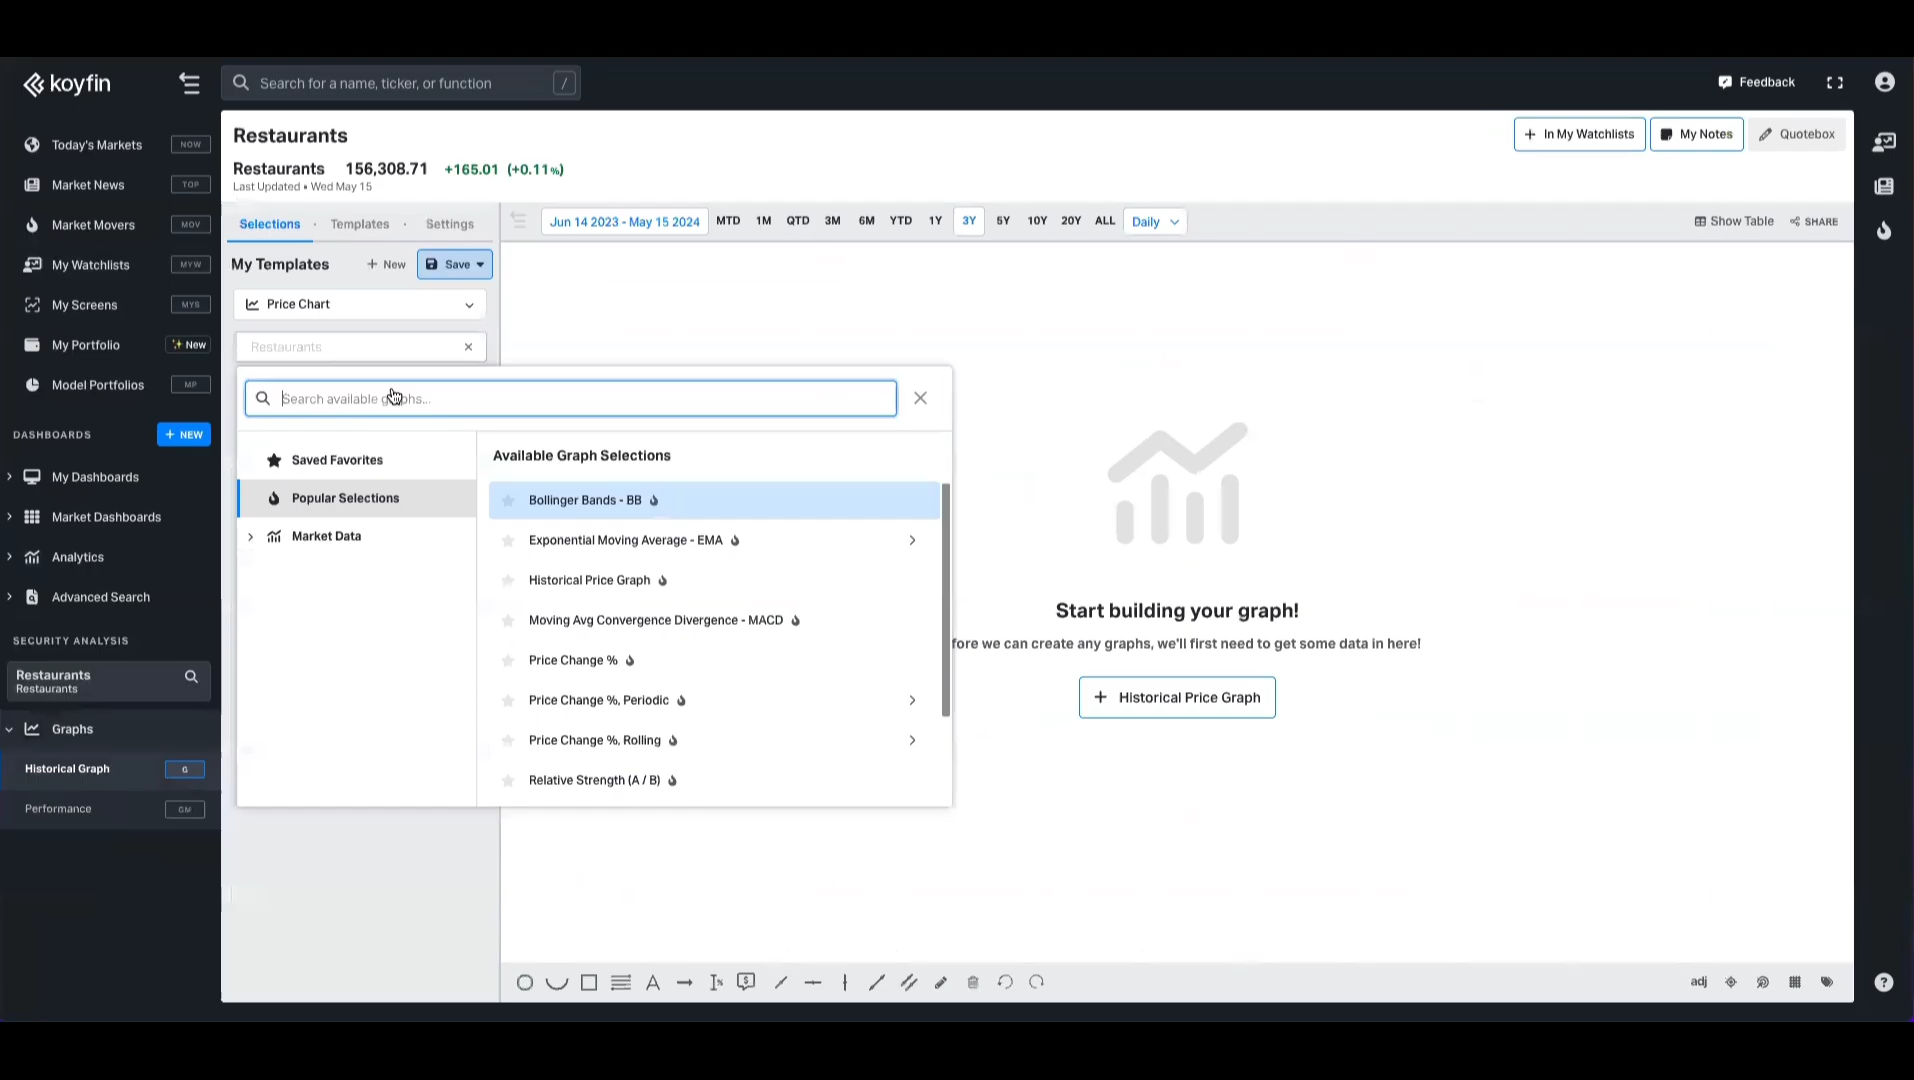 koyfin
Search for a name, ticker, or function
/
Feedback
Today's Markets
NOW
Market News
TOP
Market Movers
MOV
My Watchlists
MYW
My Screens
MYS
My Portfolio
New
Model Portfolios
MP
DASHBOARDS
+ NEW
My Dashboards
Market Dashboards
Analytics
Advanced Search
SECURITY ANALYSIS
Restaurants
Restaurants
Graphs
Historical Graph
G
Performance
GM
Restaurants
+ In My Watchlists
My Notes
Quotebox
Restaurants 156,308.71 +165.01 (+0.11%)
Last Updated • Wed May 15
Selections · Templates · Settings
Jun 14 2023 - May 15 2024
MTD 1M QTD 3M 6M YTD 1Y 3Y 5Y 10Y 20Y ALL
Daily
Show Table
SHARE
My Templates
+ New
Save
Price Chart
Restaurants
Search available graphs...
Saved Favorites
Popular Selections
Market Data
Available Graph Selections
Bollinger Bands - BB
Exponential Moving Average - EMA
Historical Price Graph
Moving Avg Convergence Divergence - MACD
Price Change %
Price Change %, Periodic
Price Change %, Rolling
Relative Strength (A / B)
Start building your graph!
fore we can create any graphs, we'll first need to get some data in here!
+ Historical Price Graph
adj
?